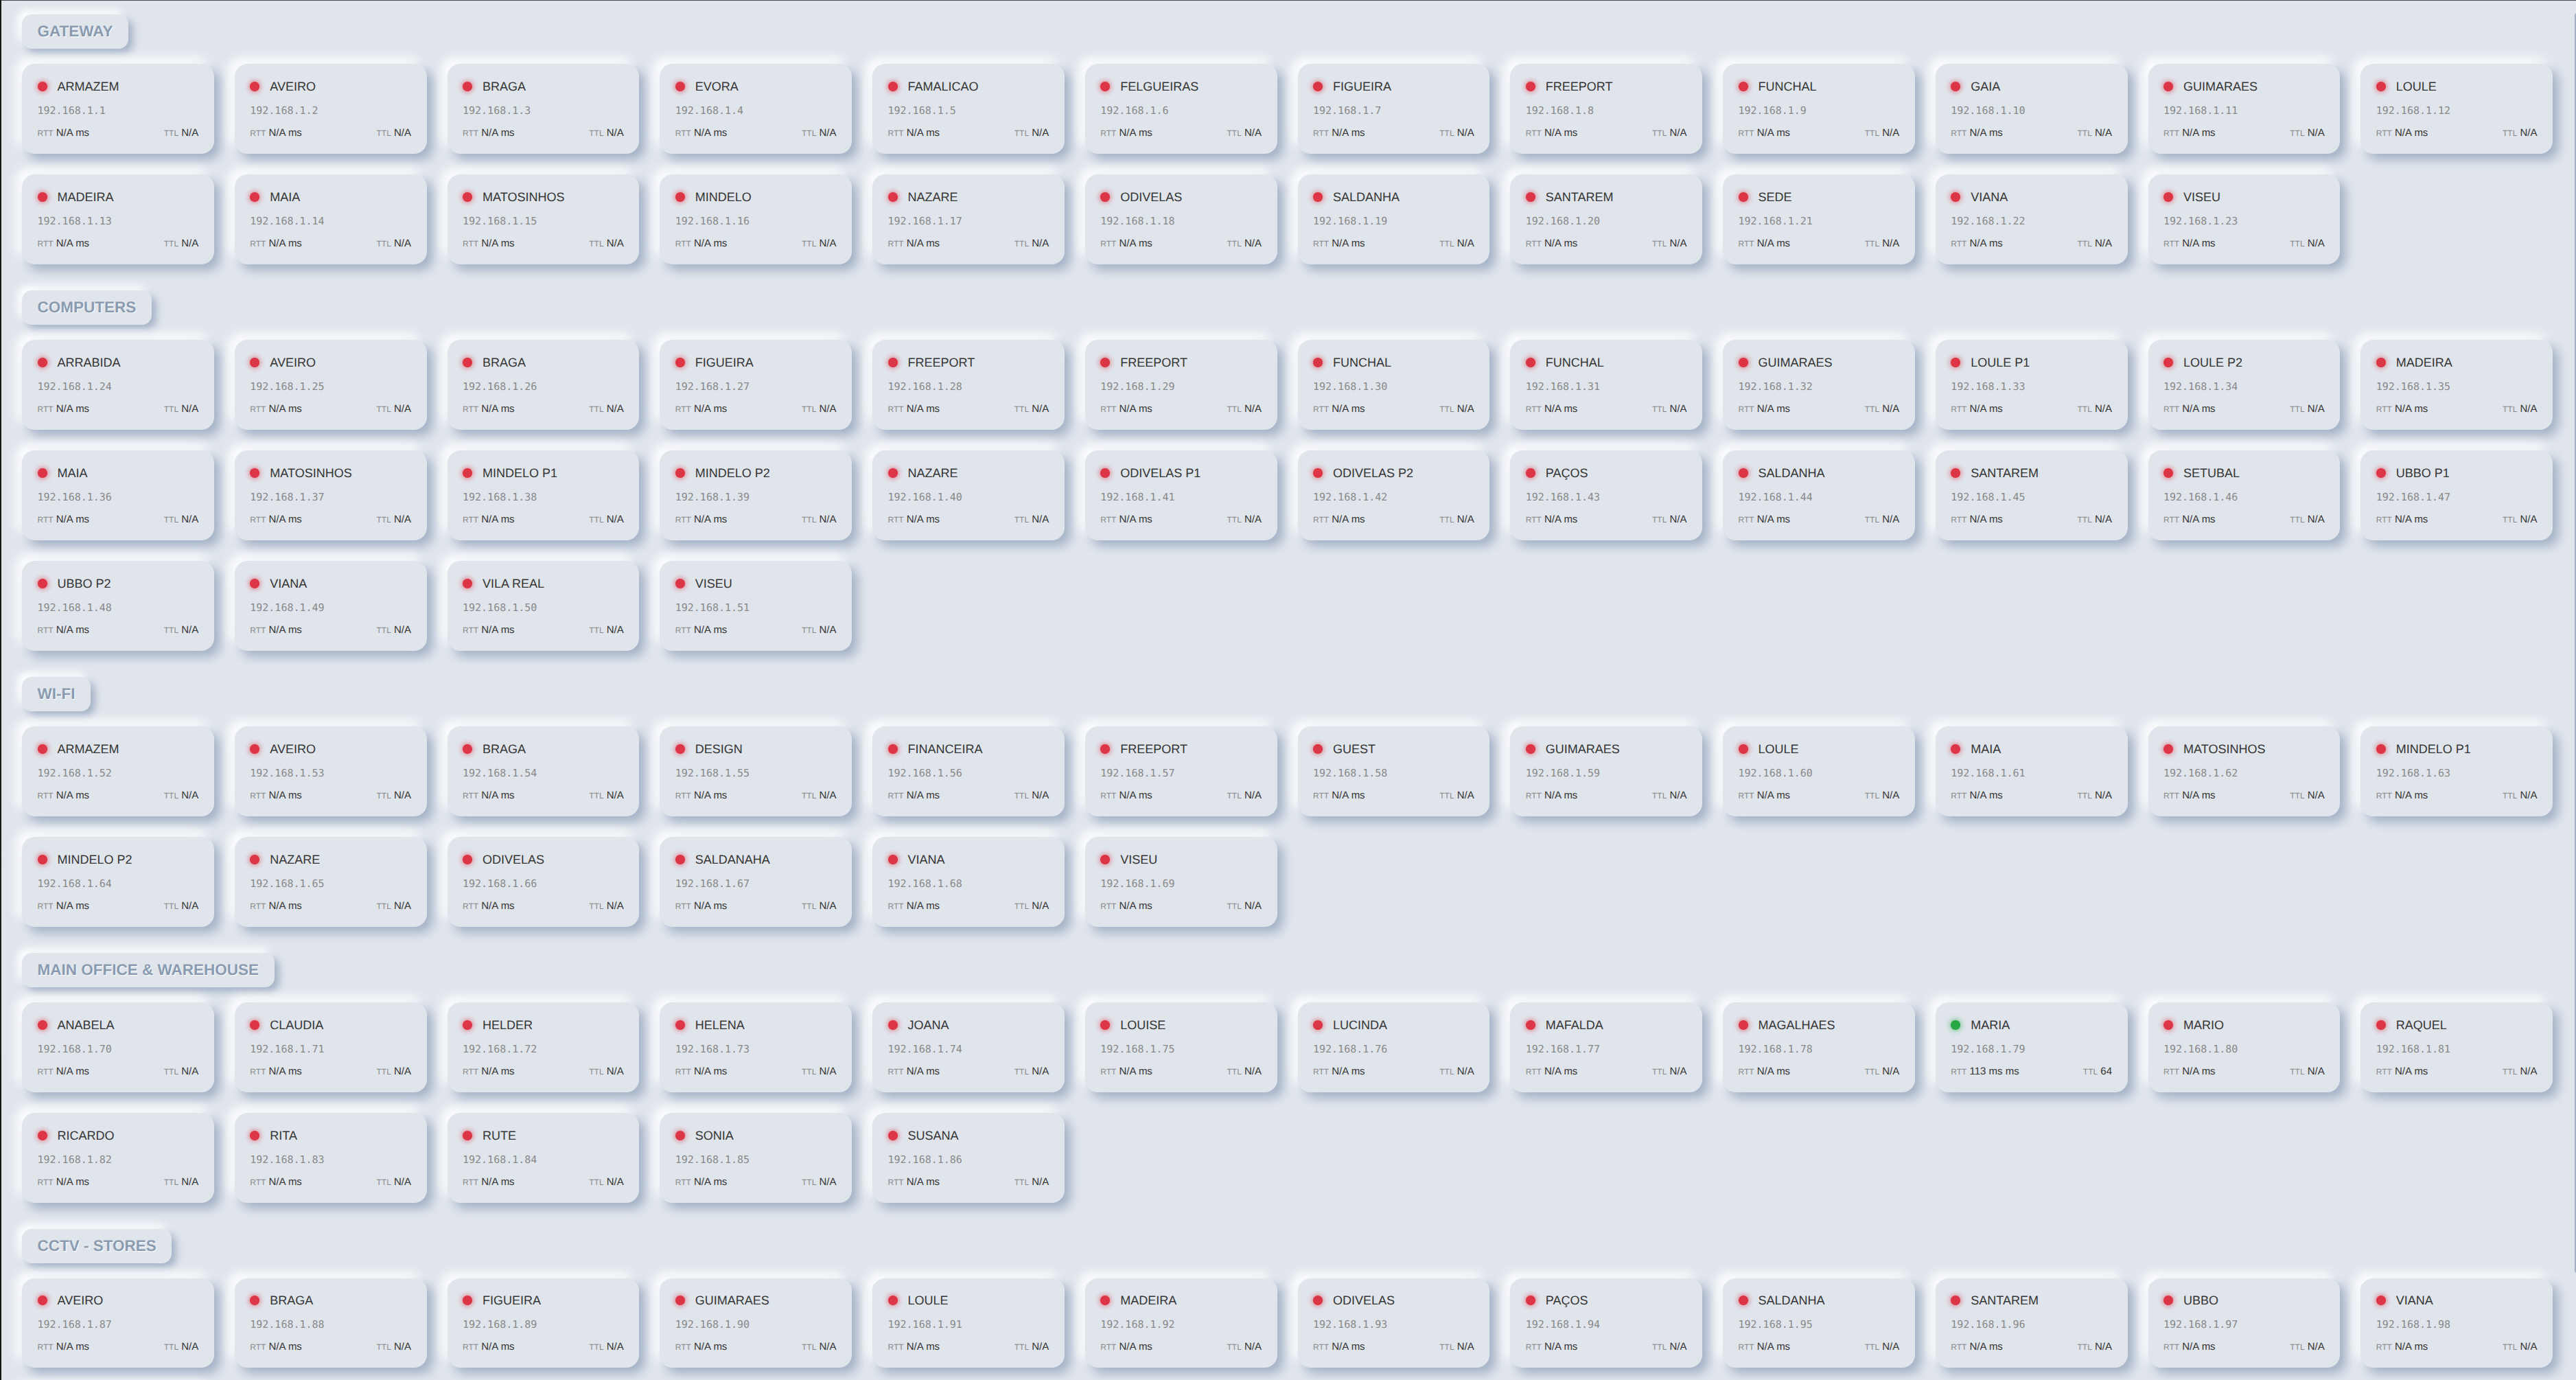 GATEWAY
ARMAZEM AVEIRO BRAGA EVORA FAMALICAO FELGUEIRAS FIGUEIRA FREEPORT FUNCHAL GAIA GUIMARAES LOULE
192.168.1.1 192.168.1.2 192.168.1.3 192.168.1.4 192.168.1.5 192.168.1.6 192.168.1.7 192.168.1.8 192.168.1.9 192.168.1.10 192.168.1.11 192.168.1.12
RTT N/A ms TTL N/A RTT N/A ms TTL N/A RTT N/A ms TTL N/A RTT N/A ms TTL N/A RTT N/A ms TTL N/A RTT N/A ms TTL N/A RTT N/A ms TTL N/A RTT N/A ms TTL N/A RTT N/A ms TTL N/A RTT N/A ms TTL N/A RTT N/A ms TTL N/A RTT N/A ms TTL N/A
MADEIRA MAIA MATOSINHOS MINDELO NAZARE ODIVELAS SALDANHA SANTAREM SEDE VIANA VISEU
192.168.1.13 192.168.1.14 192.168.1.15 192.168.1.16 192.168.1.17 192.168.1.18 192.168.1.19 192.168.1.20 192.168.1.21 192.168.1.22 192.168.1.23
RTT N/A ms TTL N/A RTT N/A ms TTL N/A RTT N/A ms TTL N/A RTT N/A ms TTL N/A RTT N/A ms TTL N/A RTT N/A ms TTL N/A RTT N/A ms TTL N/A RTT N/A ms TTL N/A RTT N/A ms TTL N/A RTT N/A ms TTL N/A RTT N/A ms TTL N/A
COMPUTERS
ARRABIDA AVEIRO BRAGA FIGUEIRA FREEPORT FREEPORT FUNCHAL FUNCHAL GUIMARAES LOULE P1 LOULE P2 MADEIRA
192.168.1.24 192.168.1.25 192.168.1.26 192.168.1.27 192.168.1.28 192.168.1.29 192.168.1.30 192.168.1.31 192.168.1.32 192.168.1.33 192.168.1.34 192.168.1.35
RTT N/A ms TTL N/A RTT N/A ms TTL N/A RTT N/A ms TTL N/A RTT N/A ms TTL N/A RTT N/A ms TTL N/A RTT N/A ms TTL N/A RTT N/A ms TTL N/A RTT N/A ms TTL N/A RTT N/A ms TTL N/A RTT N/A ms TTL N/A RTT N/A ms TTL N/A RTT N/A ms TTL N/A
MAIA MATOSINHOS MINDELO P1 MINDELO P2 NAZARE ODIVELAS P1 ODIVELAS P2 PAÇOS SALDANHA SANTAREM SETUBAL UBBO P1
192.168.1.36 192.168.1.37 192.168.1.38 192.168.1.39 192.168.1.40 192.168.1.41 192.168.1.42 192.168.1.43 192.168.1.44 192.168.1.45 192.168.1.46 192.168.1.47
RTT N/A ms TTL N/A RTT N/A ms TTL N/A RTT N/A ms TTL N/A RTT N/A ms TTL N/A RTT N/A ms TTL N/A RTT N/A ms TTL N/A RTT N/A ms TTL N/A RTT N/A ms TTL N/A RTT N/A ms TTL N/A RTT N/A ms TTL N/A RTT N/A ms TTL N/A RTT N/A ms TTL N/A
UBBO P2 VIANA VILA REAL VISEU
192.168.1.48 192.168.1.49 192.168.1.50 192.168.1.51
RTT N/A ms TTL N/A RTT N/A ms TTL N/A RTT N/A ms TTL N/A RTT N/A ms TTL N/A
WI-FI
ARMAZEM AVEIRO BRAGA DESIGN FINANCEIRA FREEPORT GUEST GUIMARAES LOULE MAIA MATOSINHOS MINDELO P1
192.168.1.52 192.168.1.53 192.168.1.54 192.168.1.55 192.168.1.56 192.168.1.57 192.168.1.58 192.168.1.59 192.168.1.60 192.168.1.61 192.168.1.62 192.168.1.63
RTT N/A ms TTL N/A RTT N/A ms TTL N/A RTT N/A ms TTL N/A RTT N/A ms TTL N/A RTT N/A ms TTL N/A RTT N/A ms TTL N/A RTT N/A ms TTL N/A RTT N/A ms TTL N/A RTT N/A ms TTL N/A RTT N/A ms TTL N/A RTT N/A ms TTL N/A RTT N/A ms TTL N/A
MINDELO P2 NAZARE ODIVELAS SALDANAHA VIANA VISEU
192.168.1.64 192.168.1.65 192.168.1.66 192.168.1.67 192.168.1.68 192.168.1.69
RTT N/A ms TTL N/A RTT N/A ms TTL N/A RTT N/A ms TTL N/A RTT N/A ms TTL N/A RTT N/A ms TTL N/A RTT N/A ms TTL N/A
MAIN OFFICE & WAREHOUSE
ANABELA CLAUDIA HELDER HELENA JOANA LOUISE LUCINDA MAFALDA MAGALHAES MARIA MARIO RAQUEL
192.168.1.70 192.168.1.71 192.168.1.72 192.168.1.73 192.168.1.74 192.168.1.75 192.168.1.76 192.168.1.77 192.168.1.78 192.168.1.79 192.168.1.80 192.168.1.81
RTT N/A ms TTL N/A RTT N/A ms TTL N/A RTT N/A ms TTL N/A RTT N/A ms TTL N/A RTT N/A ms TTL N/A RTT N/A ms TTL N/A RTT N/A ms TTL N/A RTT N/A ms TTL N/A RTT N/A ms TTL N/A RTT 113 ms ms TTL 64 RTT N/A ms TTL N/A RTT N/A ms TTL N/A
RICARDO RITA RUTE SONIA SUSANA
192.168.1.82 192.168.1.83 192.168.1.84 192.168.1.85 192.168.1.86
RTT N/A ms TTL N/A RTT N/A ms TTL N/A RTT N/A ms TTL N/A RTT N/A ms TTL N/A RTT N/A ms TTL N/A
CCTV - STORES
AVEIRO BRAGA FIGUEIRA GUIMARAES LOULE MADEIRA ODIVELAS PAÇOS SALDANHA SANTAREM UBBO VIANA
192.168.1.87 192.168.1.88 192.168.1.89 192.168.1.90 192.168.1.91 192.168.1.92 192.168.1.93 192.168.1.94 192.168.1.95 192.168.1.96 192.168.1.97 192.168.1.98
RTT N/A ms TTL N/A RTT N/A ms TTL N/A RTT N/A ms TTL N/A RTT N/A ms TTL N/A RTT N/A ms TTL N/A RTT N/A ms TTL N/A RTT N/A ms TTL N/A RTT N/A ms TTL N/A RTT N/A ms TTL N/A RTT N/A ms TTL N/A RTT N/A ms TTL N/A RTT N/A ms TTL N/A